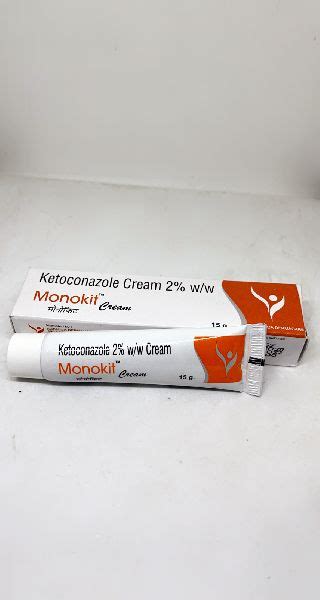 Ketoconazole Cream 2% w/w
Monokit™
Cream
मोनोकिट
15 g
Ketoconazole 2% w/w Cream
Monokit™
Cream
मोनोकिट
15 g